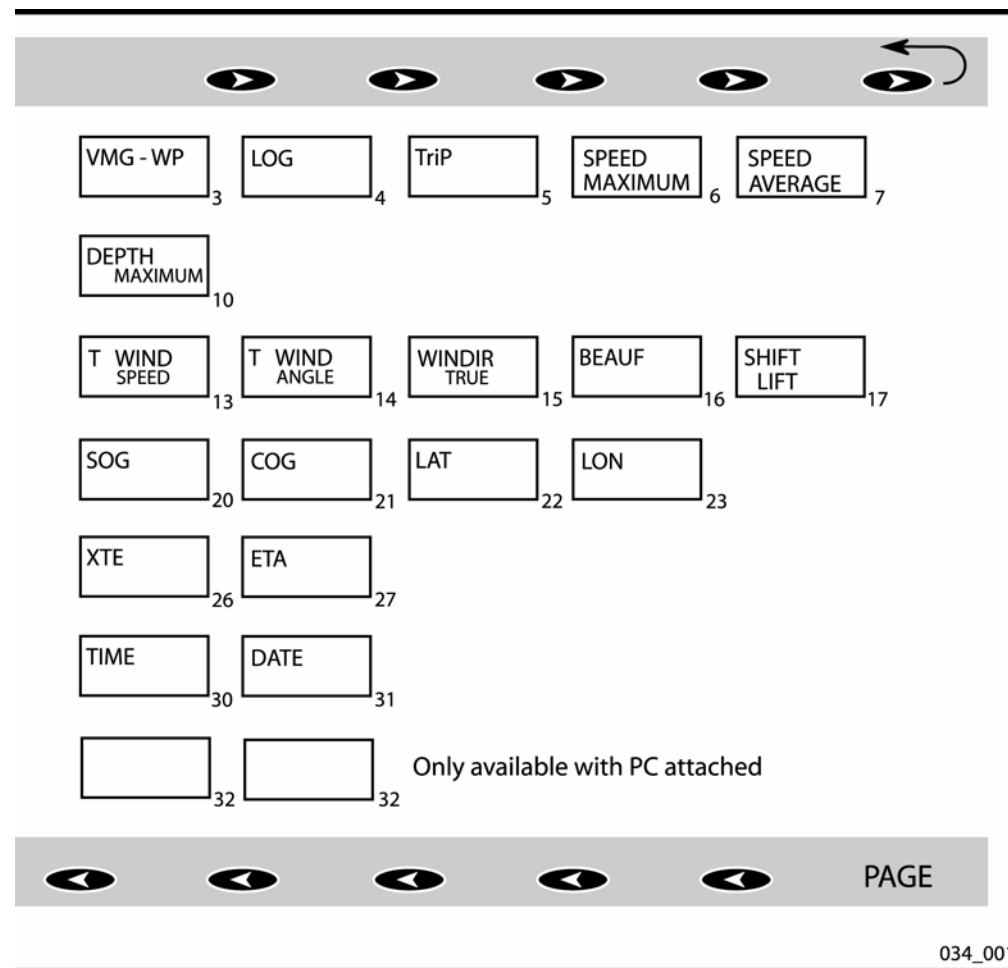 VMG - WP
3
LOG
4
TriP
5
SPEED
MAXIMUM
6
SPEED
AVERAGE
7
DEPTH
MAXIMUM
10
T WIND
SPEED
13
T WIND
ANGLE
14
WINDIR
TRUE
15
BEAUF
16
SHIFT
LIFT
17
SOG
20
COG
21
LAT
22
LON
23
XTE
26
ETA
27
TIME
30
DATE
31
32
32
Only available with PC attached
PAGE
034_001